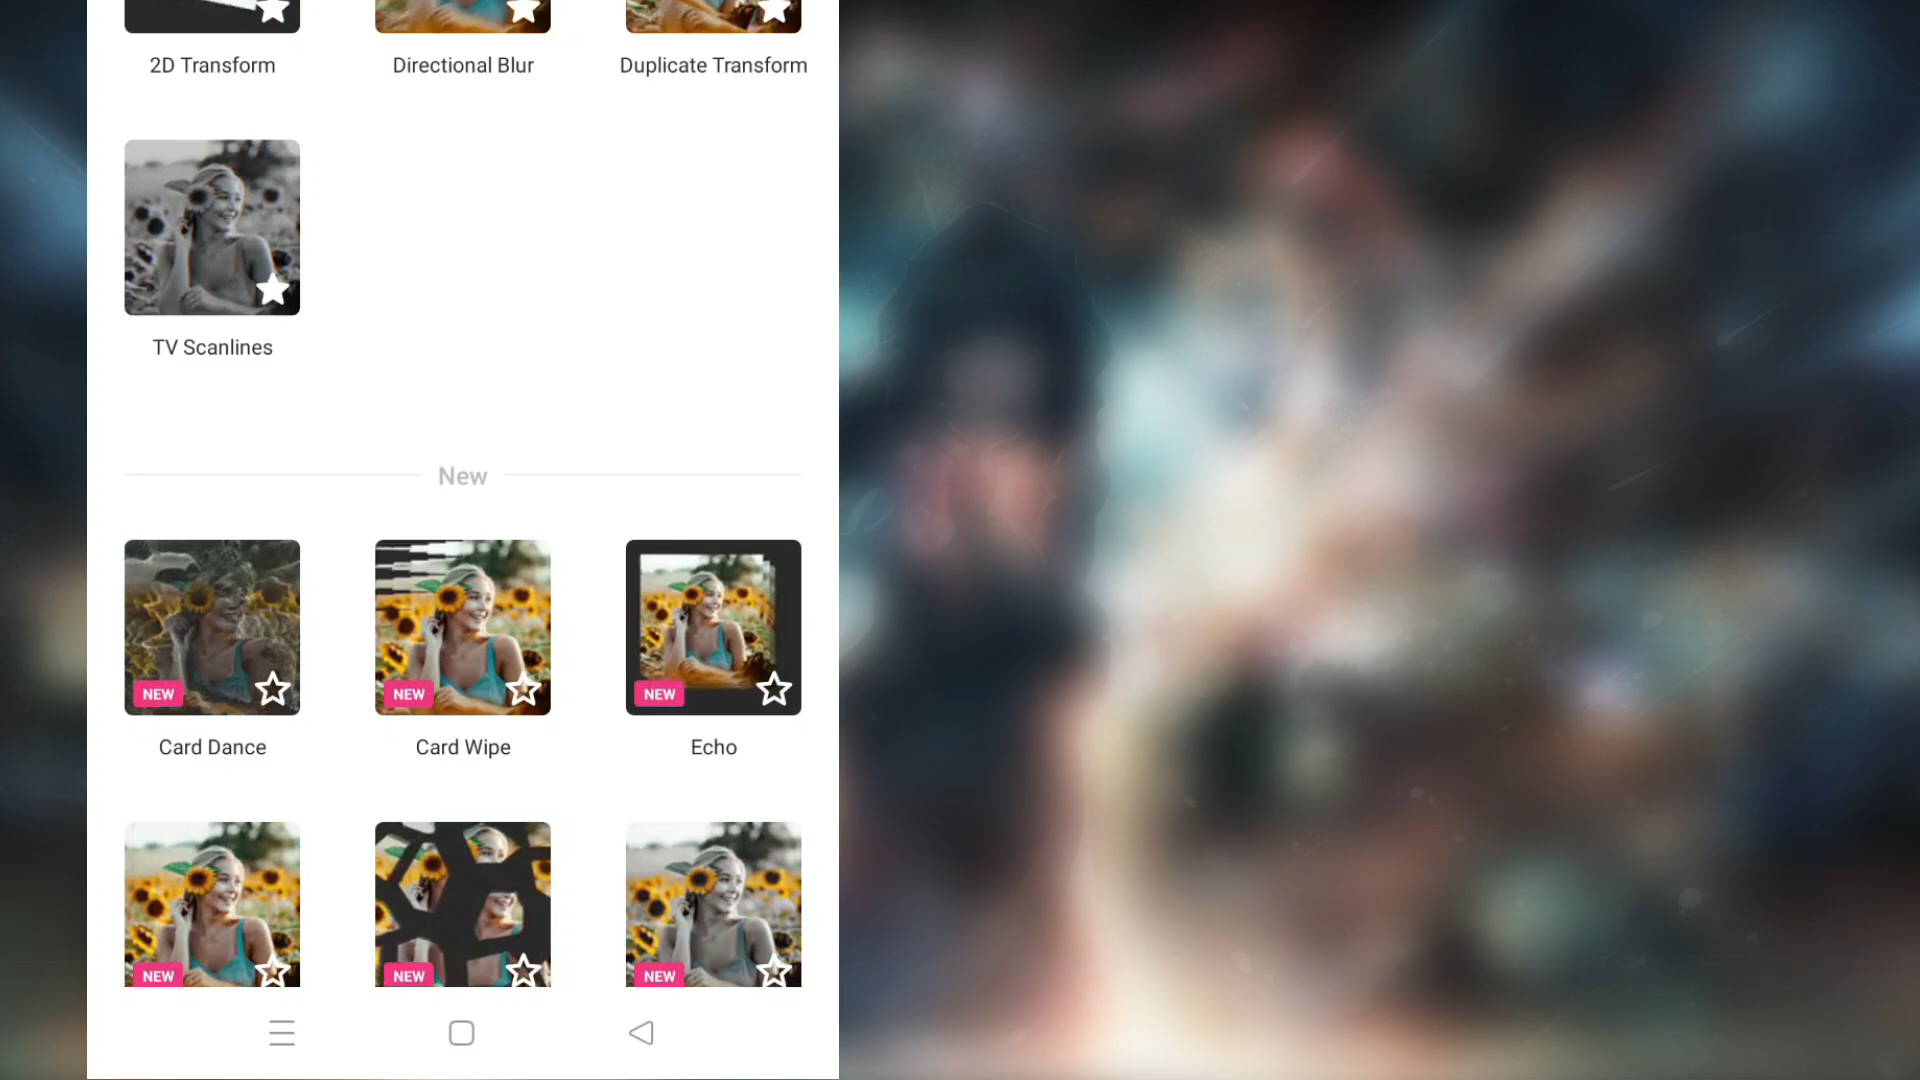 2D Transform
Directional Blur
Duplicate Transform
TV Scanlines
New
NEW
NEW
NEW
Card Dance
Card Wipe
Echo
NEW
NEW
NEW